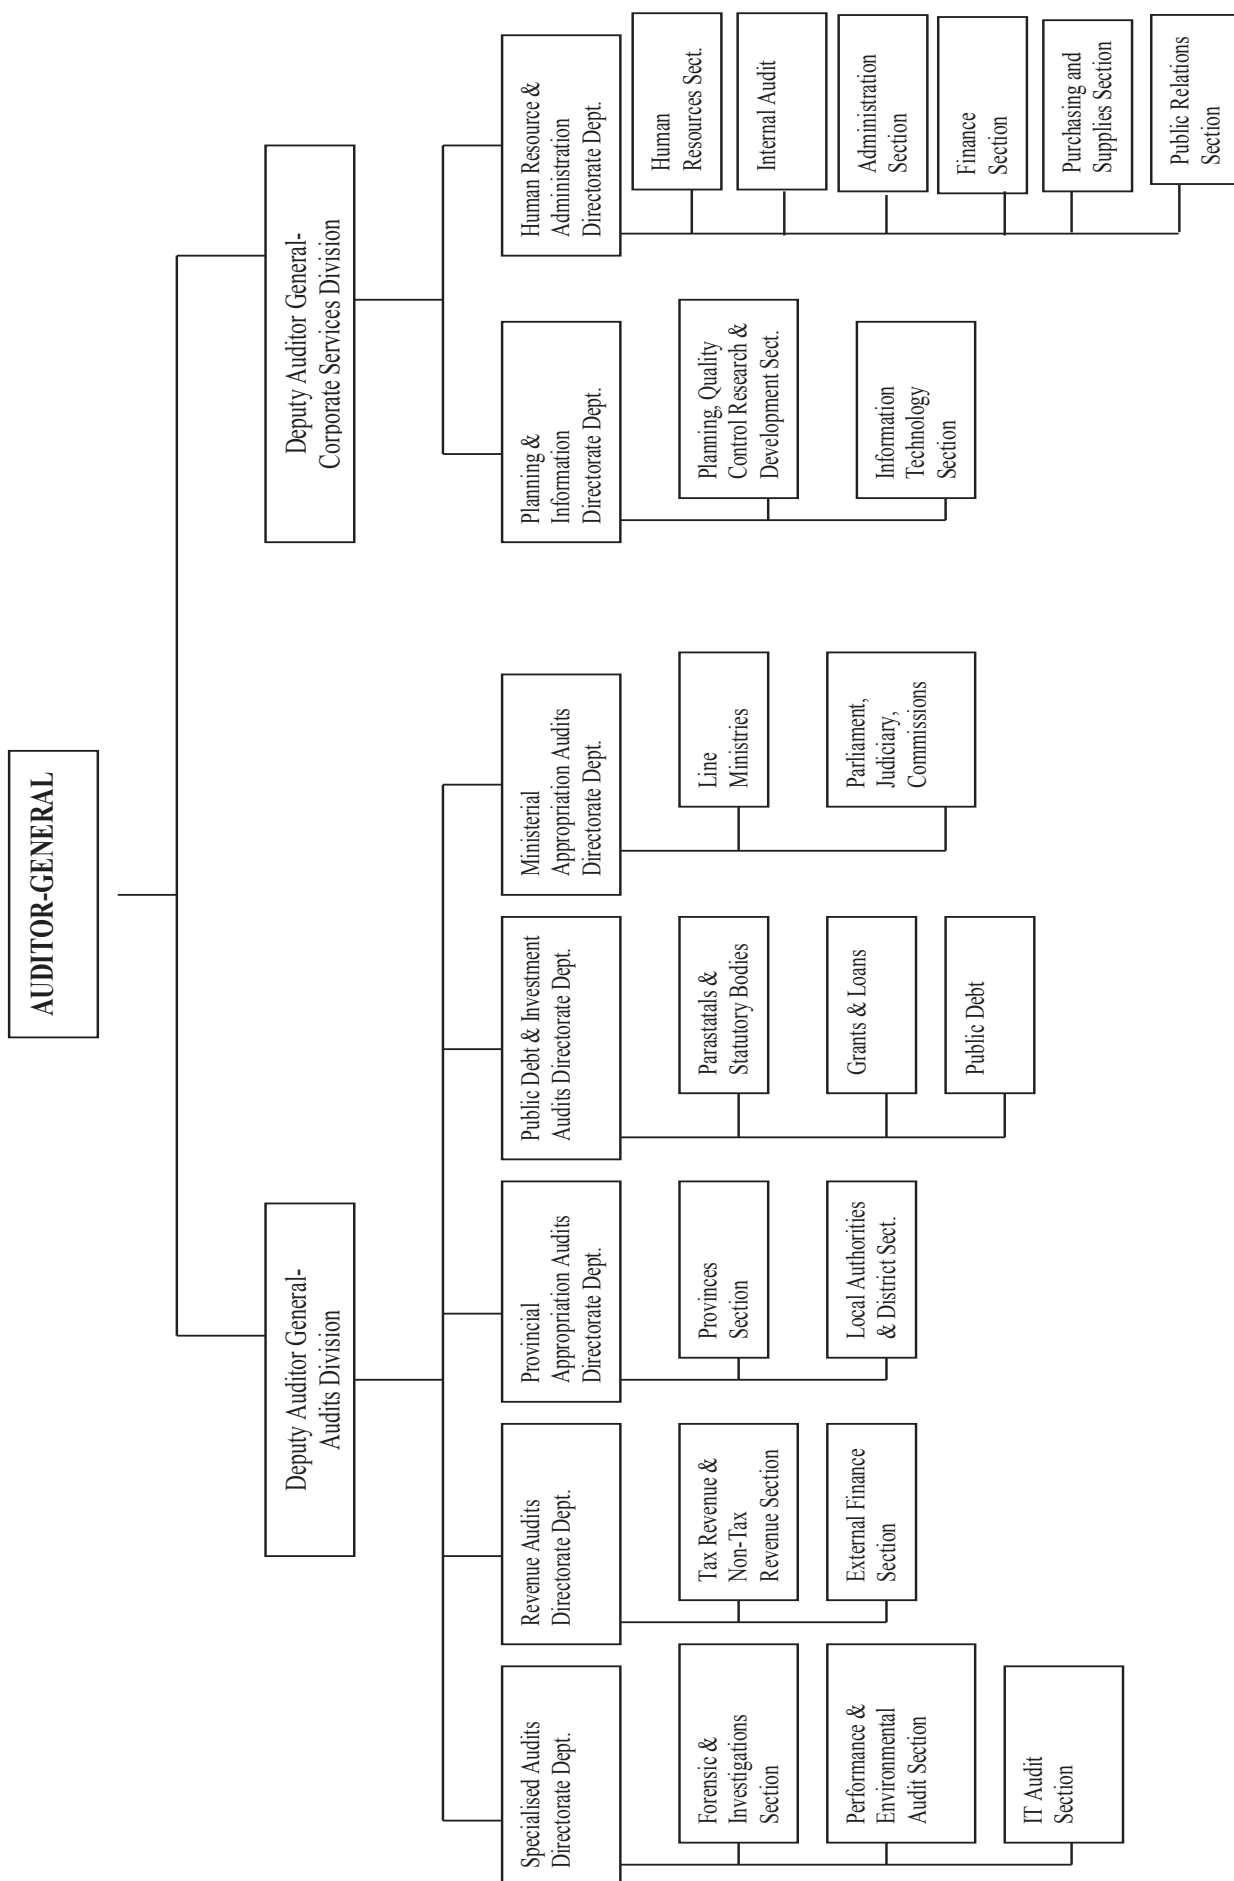 AUDITOR-GENERAL
Deputy Auditor General-
Audits Division
Deputy Auditor General-
Corporate Services Division
Specialised Audits
Directorate Dept.
Revenue Audits
Directorate Dept.
Provincial
Appropriation Audits
Directorate Dept.
Public Debt & Investment
Audits Directorate Dept.
Ministerial
Appropriation Audits
Directorate Dept.
Planning &
Information
Directorate Dept.
Human Resource &
Administration
Directorate Dept.
Forensic &
Investigations
Section
Performance &
Environmental
Audit Section
IT Audit
Section
Tax Revenue &
Non-Tax
Revenue Section
External Finance
Section
Provinces
Section
Local Authorities
& District Sect.
Parastatals &
Statutory Bodies
Grants & Loans
Public Debt
Line
Ministries
Parliament,
Judiciary,
Commissions
Planning, Quality
Control Research &
Development Sect.
Information
Technology
Section
Human
Resources Sect.
Internal Audit
Administration
Section
Finance
Section
Purchasing and
Supplies Section
Public Relations
Section